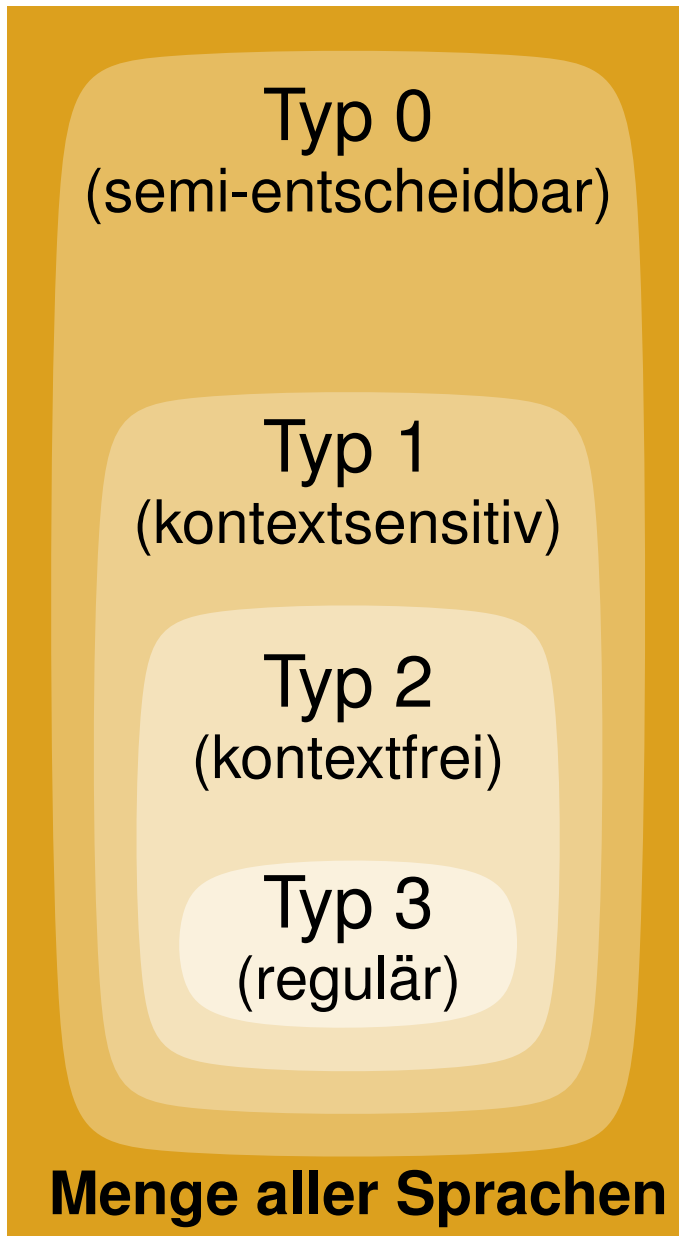 Typ 0
(semi-entscheidbar)
Typ 1
(kontextsensitiv)
Typ 2
(kontextfrei)
Typ 3
(regulär)
Menge aller Sprachen